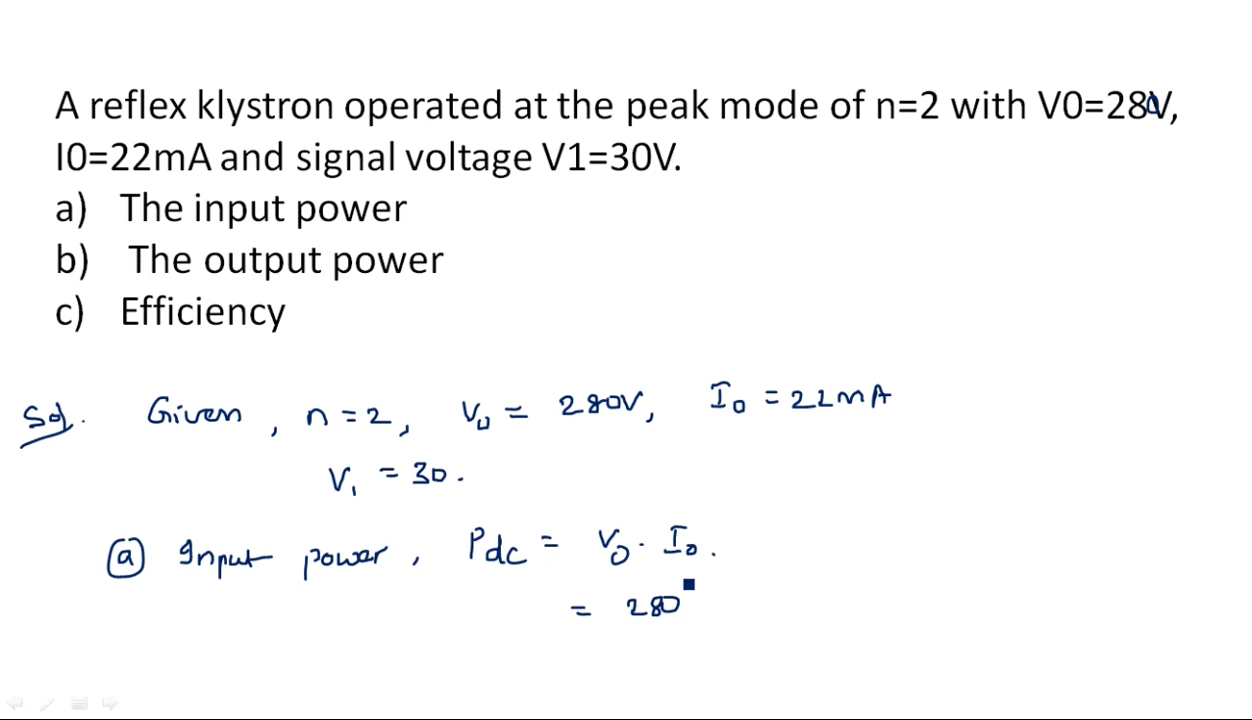 A reflex klystron operated at the peak mode of n=2 with V0=280V,
I0=22mA and signal voltage V1=30V.
a) The input power
b) The output power
c) Efficiency
Sol. Given, n=2, V0 = 280V, I0 = 22mA
V1 = 30.
(a) Input power, Pdc = V0. I0.
= 280